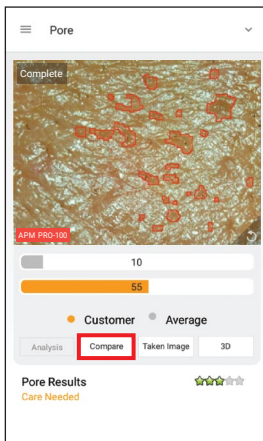 Pore
Complete
APM PRO-100
10
55
Customer Average
Analysis Compare Taken Image 3D
Pore Results
Care Needed